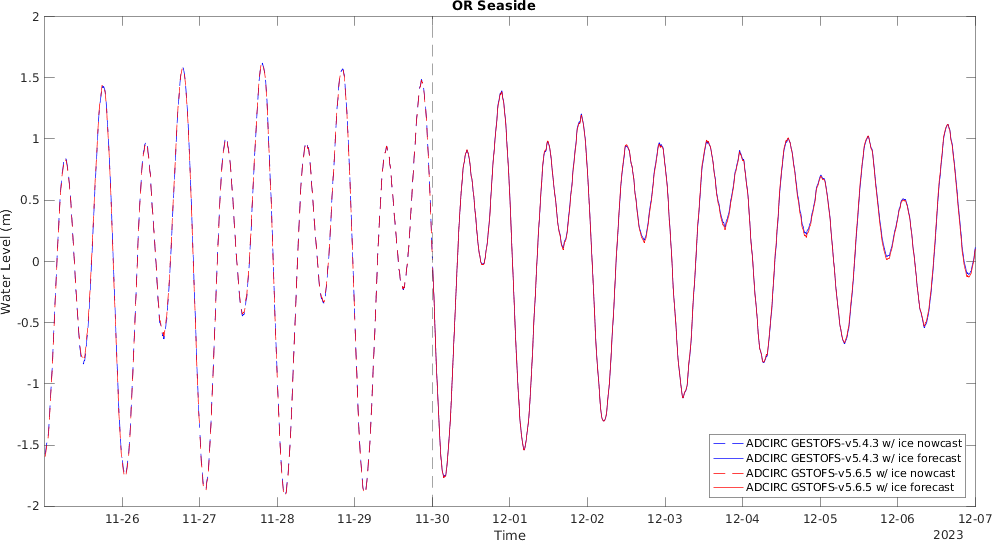 OR Seaside
2
1.5
1
0.5
0
-0.5
-1
-1.5
-2
Water Level (m)
11-26 11-27 11-28 11-29 11-30 12-01 12-02 12-03 12-04 12-05 12-06 12-07
Time
2023
ADCIRC GESTOFS-v5.4.3 w/ ice nowcast
ADCIRC GESTOFS-v5.4.3 w/ ice forecast
ADCIRC GSTOFS-v5.6.5 w/ ice nowcast
ADCIRC GSTOFS-v5.6.5 w/ ice forecast